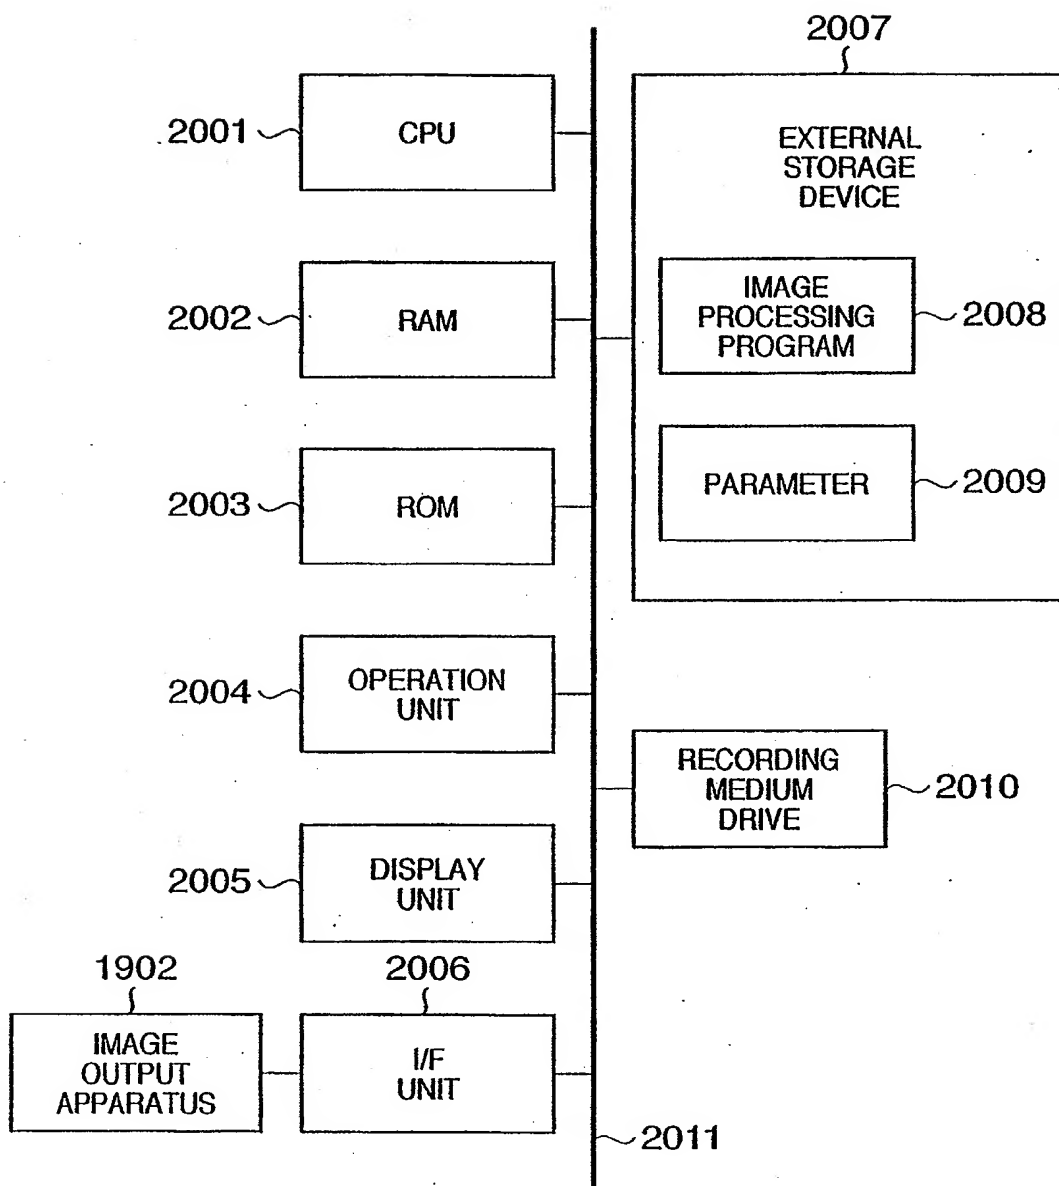 2007
2001
CPU
EXTERNAL
STORAGE
DEVICE
2002
RAM
IMAGE
PROCESSING
PROGRAM
2008
2003
ROM
PARAMETER
2009
2004
OPERATION
UNIT
RECORDING
MEDIUM
DRIVE
2010
2005
DISPLAY
UNIT
1902
2006
IMAGE
OUTPUT
APPARATUS
I/F
UNIT
2011